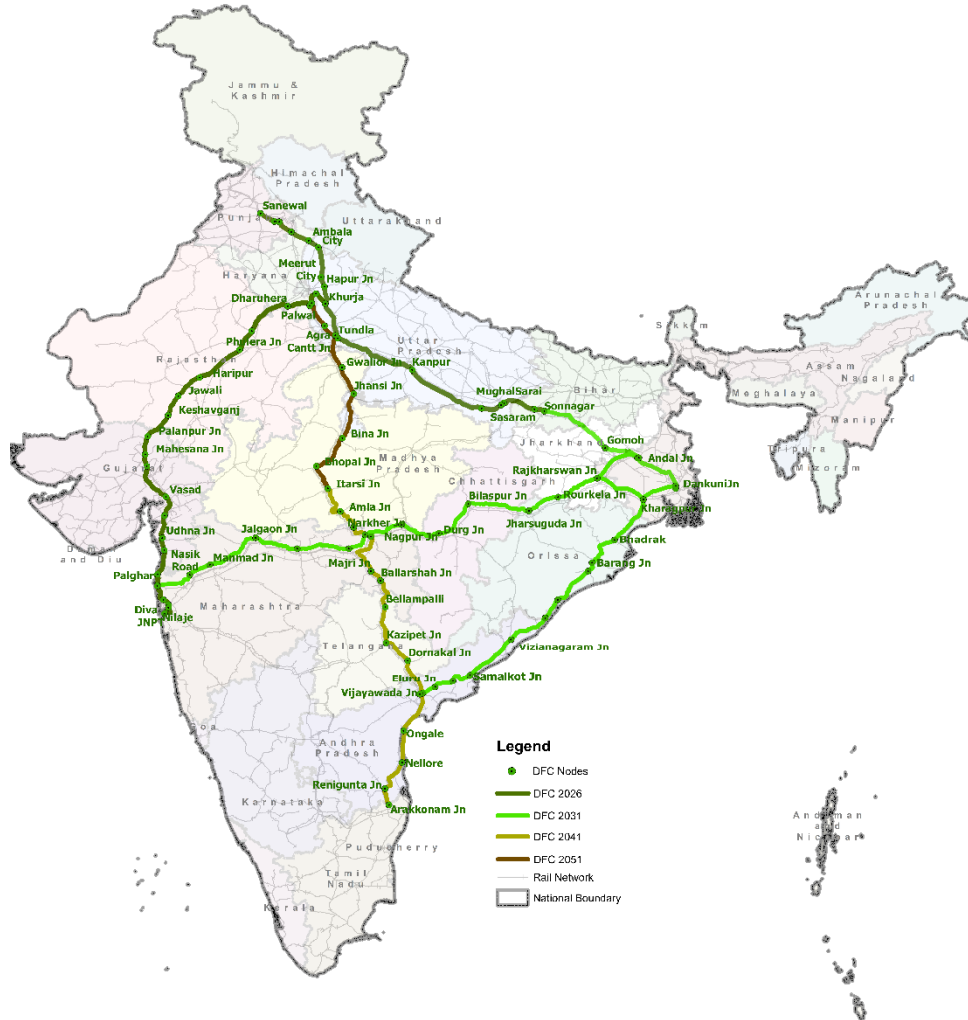 Jammu &
Kashmir
Himachal
Pradesh
Sanewal
Punja
Uttarakhand
Ambala
City
Meerut
City
Hapur Jn
Haryana
Dharuhera
Khurja
Palwal
Arunachal
Pradesh
Sikkim
Phulera Jn
Agra
Cantt Jn
Tundla
Uttar
Pradesh
Rajasthan
Gwalior Jn
Kanpur
Assam
Nagaland
Haripur
Jawali
Jhansi Jn
MughalSarai
Bihar
Meghalaya
Keshavganj
Sasaram
Sonnagar
Manipur
Palanpur Jn
Bina Jn
Jharkhand
Gomoh
Tripura
Mahesana Jn
Bhopal Jn
Madhya
Pradesh
Andal Jn
Mizoram
Gujarat
Rajkharswan Jn
Chhattisgarh
Itarsi Jn
DankuniJn
Vasad
Bilaspur Jn
Rourkela Jn
Kharagpur Jn
Amla Jn
Jharsuguda Jn
Udhna Jn
Jalgaon Jn
Narkher Jn
Durg Jn
Nagpur Jn
Bhadrak
and Diu
Nasik
Road
Manmad Jn
Orissa
Majri Jn
Barang Jn
Palghar
Ballarshah Jn
Maharashtra
Bellampalli
Diva
JNP
Nilaje
Kazipet Jn
Telangana
Dornakal Jn
Vizianagaram Jn
Eluru Jn
Samalkot Jn
Vijayawada Jn
Goa
Ongale
Andhra
Pradesh
Nellore
Renigunta Jn
Karnataka
Arakkonam Jn
Puducherry
Tamil
Nadu
Kerala
Andaman
and
Nicobar
Legend
DFC Nodes
DFC 2026
DFC 2031
DFC 2041
DFC 2051
Rail Network
National Boundary